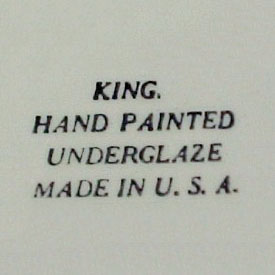 KING.
HAND PAINTED
UNDERGLAZE
MADE IN U. S. A.